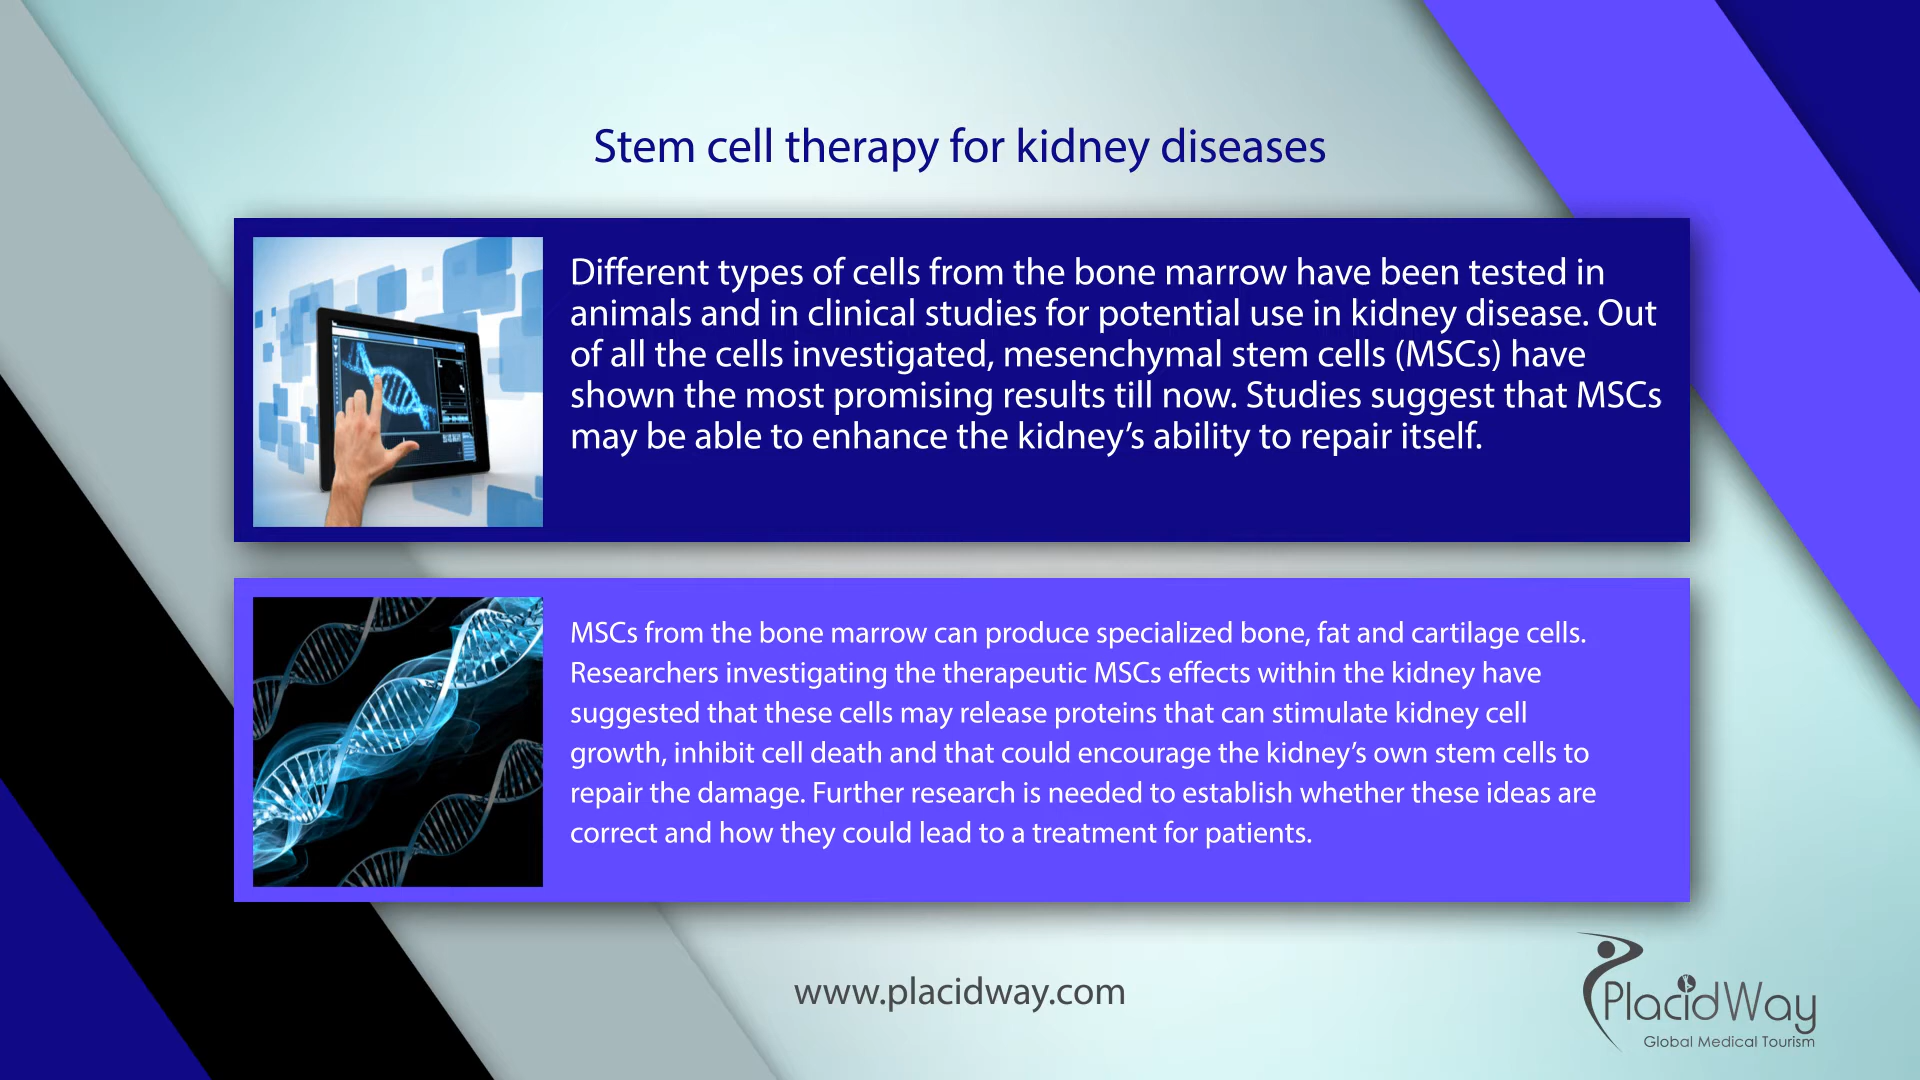 Stem cell therapy for kidney diseases
Different types of cells from the bone marrow have been tested in
animals and in clinical studies for potential use in kidney disease. Out
of all the cells investigated, mesenchymal stem cells (MSCs) have
shown the most promising results till now. Studies suggest that MSCs
may be able to enhance the kidney’s ability to repair itself.
MSCs from the bone marrow can produce specialized bone, fat and cartilage cells.
Researchers investigating the therapeutic MSCs effects within the kidney have
suggested that these cells may release proteins that can stimulate kidney cell
growth, inhibit cell death and that could encourage the kidney’s own stem cells to
repair the damage. Further research is needed to establish whether these ideas are
correct and how they could lead to a treatment for patients.
www.placidway.com
PlacidWay
Global Medical Tourism